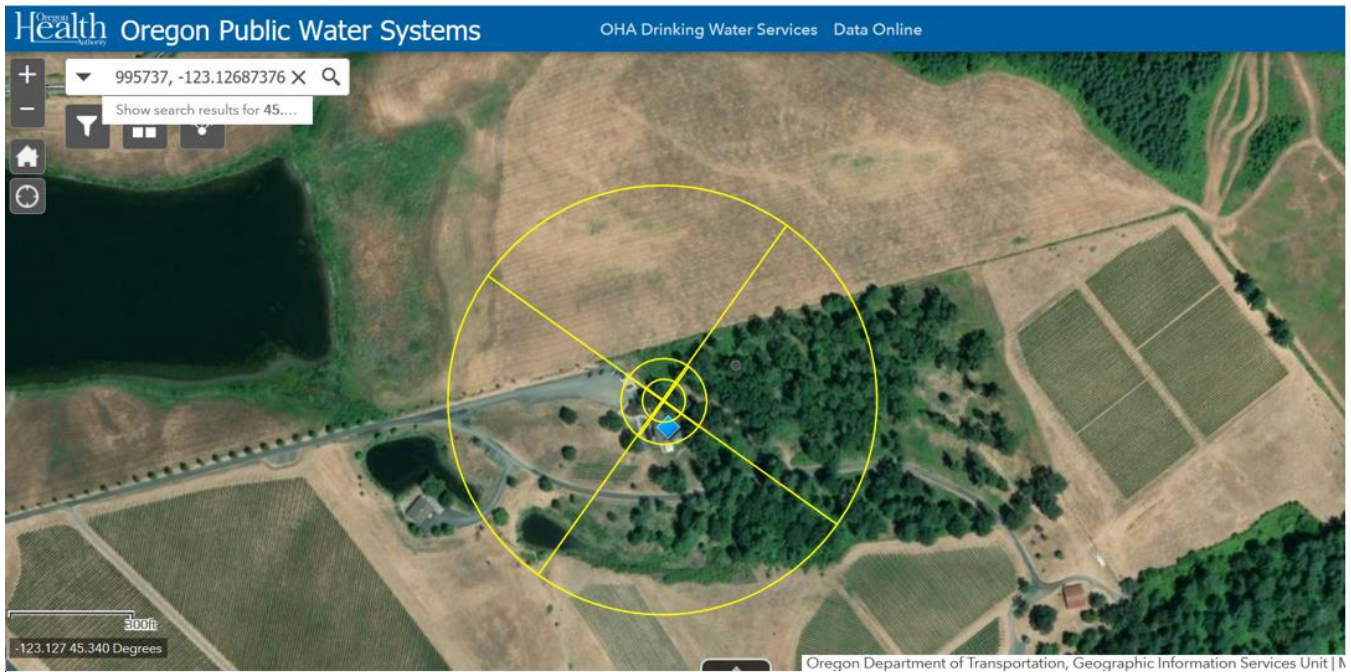 Oregon
Health
Authority
Oregon Public Water Systems
OHA Drinking Water Services
Data Online
+
995737, -123.12687376 ×
Show search results for 45....
−
300ft
-123.127 45.340 Degrees
Oregon Department of Transportation, Geographic Information Services Unit | M